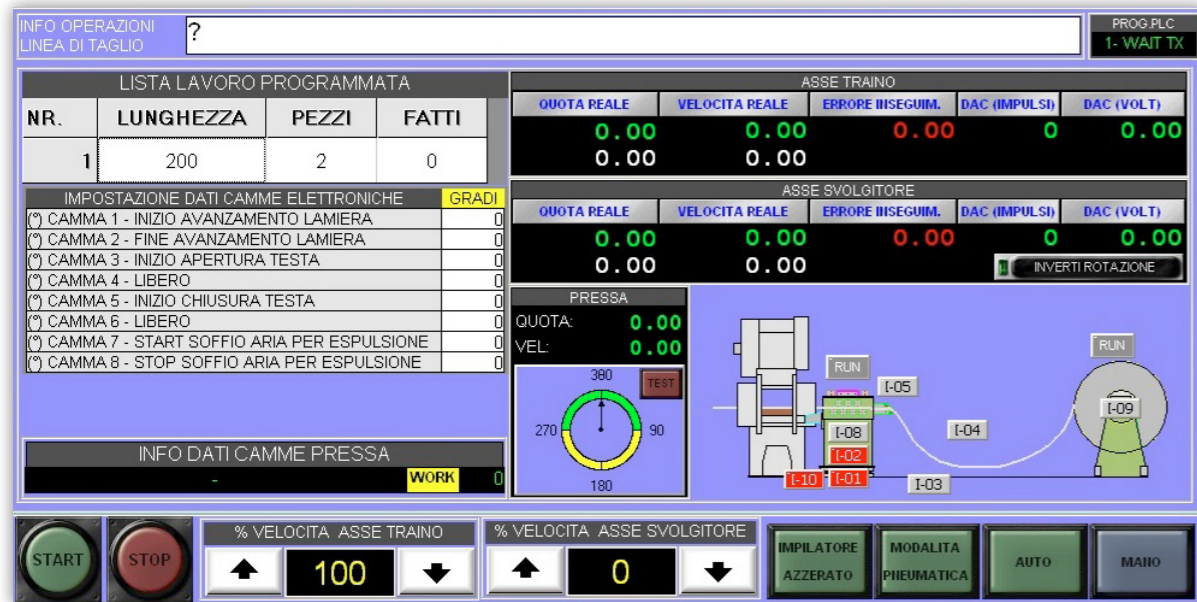 INFO OPERAZIONI
LINEA DI TAGLIO
?
PROG.PLC
1- WAIT TX
LISTA LAVORO PROGRAMMATA
NR. LUNGHEZZA PEZZI FATTI
1 200 2 0
IMPOSTAZIONE DATI CAMME ELETTRONICHE GRADI
(°) CAMMA 1 - INIZIO AVANZAMENTO LAMIERA 0
(°) CAMMA 2 - FINE AVANZAMENTO LAMIERA 0
(°) CAMMA 3 - INIZIO APERTURA TESTA 0
(°) CAMMA 4 - LIBERO 0
(°) CAMMA 5 - INIZIO CHIUSURA TESTA 0
(°) CAMMA 6 - LIBERO 0
(°) CAMMA 7 - START SOFFIO ARIA PER ESPULSIONE 0
(°) CAMMA 8 - STOP SOFFIO ARIA PER ESPULSIONE 0
INFO DATI CAMME PRESSA
- WORK 0
ASSE TRAINO
QUOTA REALE VELOCITA REALE ERRORE INSEGUIM. DAC (IMPULSI) DAC (VOLT)
0.00 0.00 0.00 0 0.00
0.00 0.00
ASSE SVOLGITORE
QUOTA REALE VELOCITA REALE ERRORE INSEGUIM. DAC (IMPULSI) DAC (VOLT)
0.00 0.00 0.00 0 0.00
0.00 0.00
INVERTI ROTAZIONE
PRESSA
QUOTA: 0.00
VEL: 0.00
380
TEST
270
90
180
RUN
RUN
I-05
I-09
I-08
I-04
I-02
I-10
I-01
I-03
START
STOP
% VELOCITA ASSE TRAINO
100
% VELOCITA ASSE SVOLGITORE
0
IMPILATORE
AZZERATO
MODALITA
PNEUMATICA
AUTO
MANO